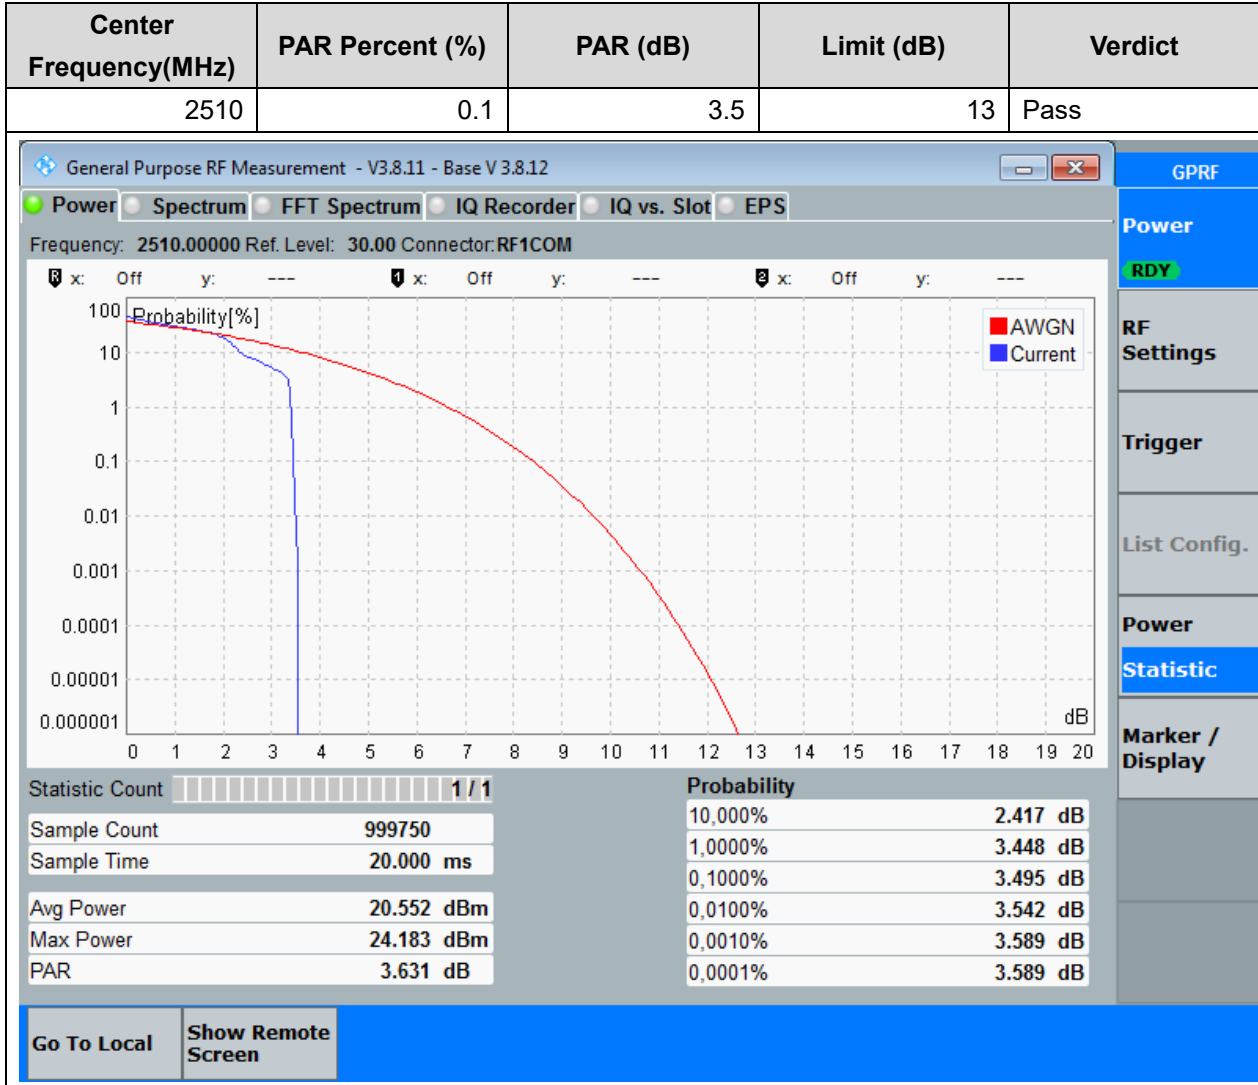 Center Frequency(MHz) PAR Percent (%) PAR (dB) Limit (dB) Verdict
2510 0.1 3.5 13 Pass
General Purpose RF Measurement - V3.8.11 - Base V 3.8.12
GPRF
Power Spectrum FFT Spectrum IQ Recorder IQ vs. Slot EPS
Frequency: 2510.00000 Ref. Level: 30.00 Connector:RF1COM
R x: Off y: --- 1 x: Off y: --- 2 x: Off y: ---
Probability[%]
AWGN
Current
100
10
1
0.1
0.01
0.001
0.0001
0.00001
0.000001
dB
0 1 2 3 4 5 6 7 8 9 10 11 12 13 14 15 16 17 18 19 20
Statistic Count 1 / 1
Sample Count 999750
Sample Time 20.000 ms
Avg Power 20.552 dBm
Max Power 24.183 dBm
PAR 3.631 dB
Probability
10,000% 2.417 dB
1,0000% 3.448 dB
0,1000% 3.495 dB
0,0100% 3.542 dB
0,0010% 3.589 dB
0,0001% 3.589 dB
Power
RDY
RF
Settings
Trigger
List Config.
Power
Statistic
Marker /
Display
Go To Local
Show Remote
Screen